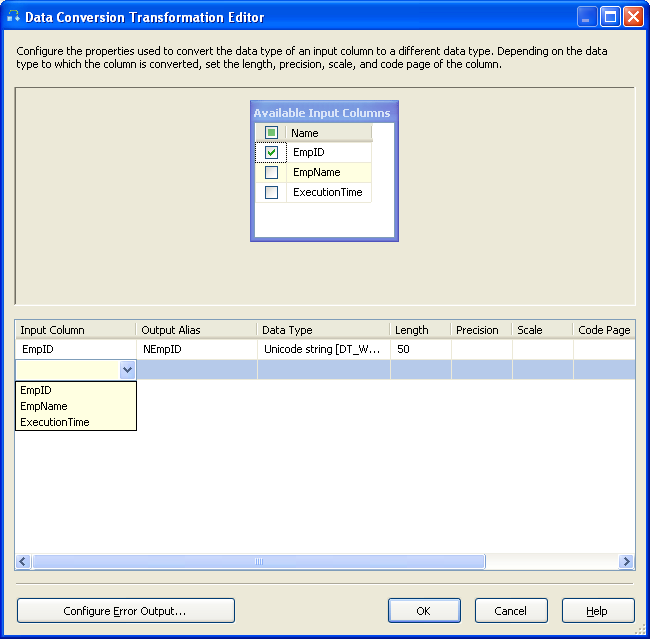 Data Conversion Transformation Editor
Configure the properties used to convert the data type of an input column to a different data type. Depending on the data
type to which the column is converted, set the length, precision, scale, and code page of the column.
Available Input Columns
Name
EmpID
EmpName
ExecutionTime
Input Column Output Alias Data Type Length Precision Scale Code Page
EmpID NEmpID Unicode string [DT_W... 50
EmpID
EmpName
ExecutionTime
Configure Error Output... OK Cancel Help